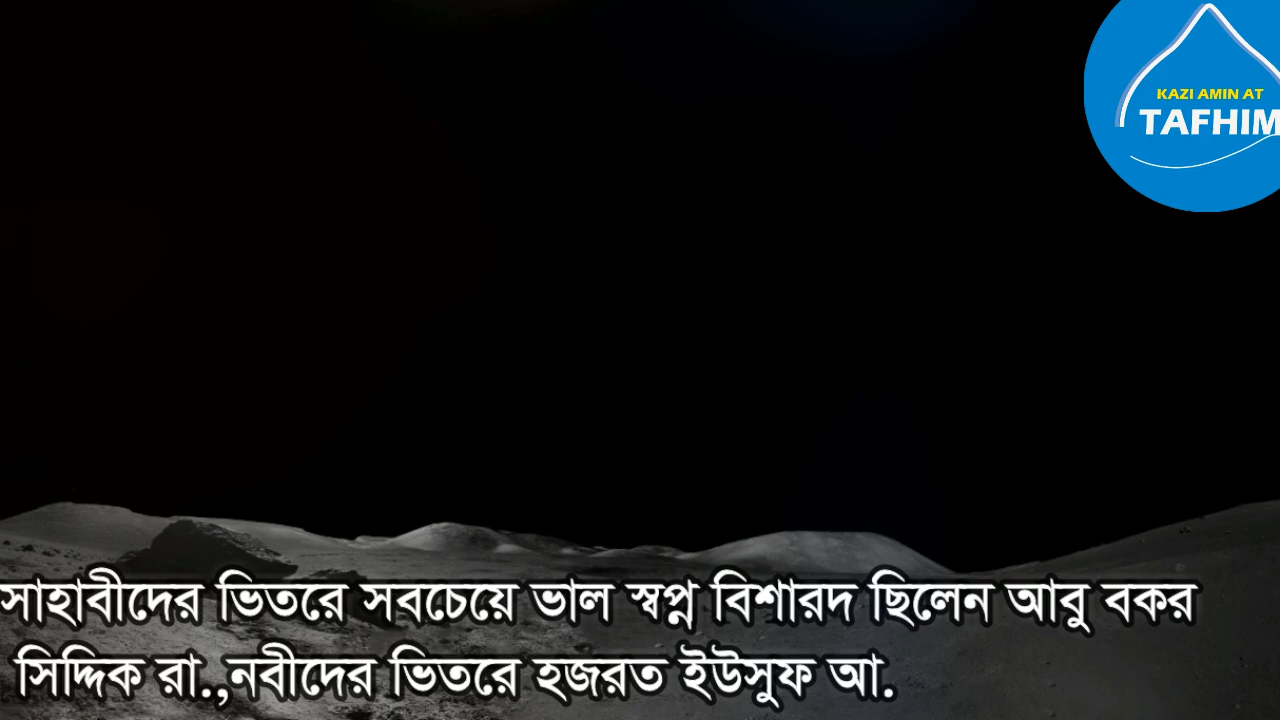 KAZI AMIN AT
TAFHIM
সাহাবীদের ভিতরে সবচেয়ে ভাল স্বপ্ন বিশারদ ছিলেন আবু বকর
সিদ্দিক রা.,নবীদের ভিতরে হজরত ইউসুফ আ.